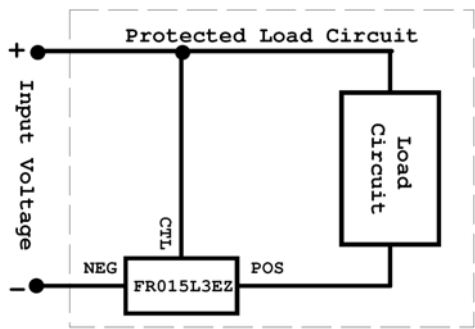 Protected Load Circuit
+
Input Voltage
-
Load
Circuit
CTL
NEG
FR015L3EZ
POS